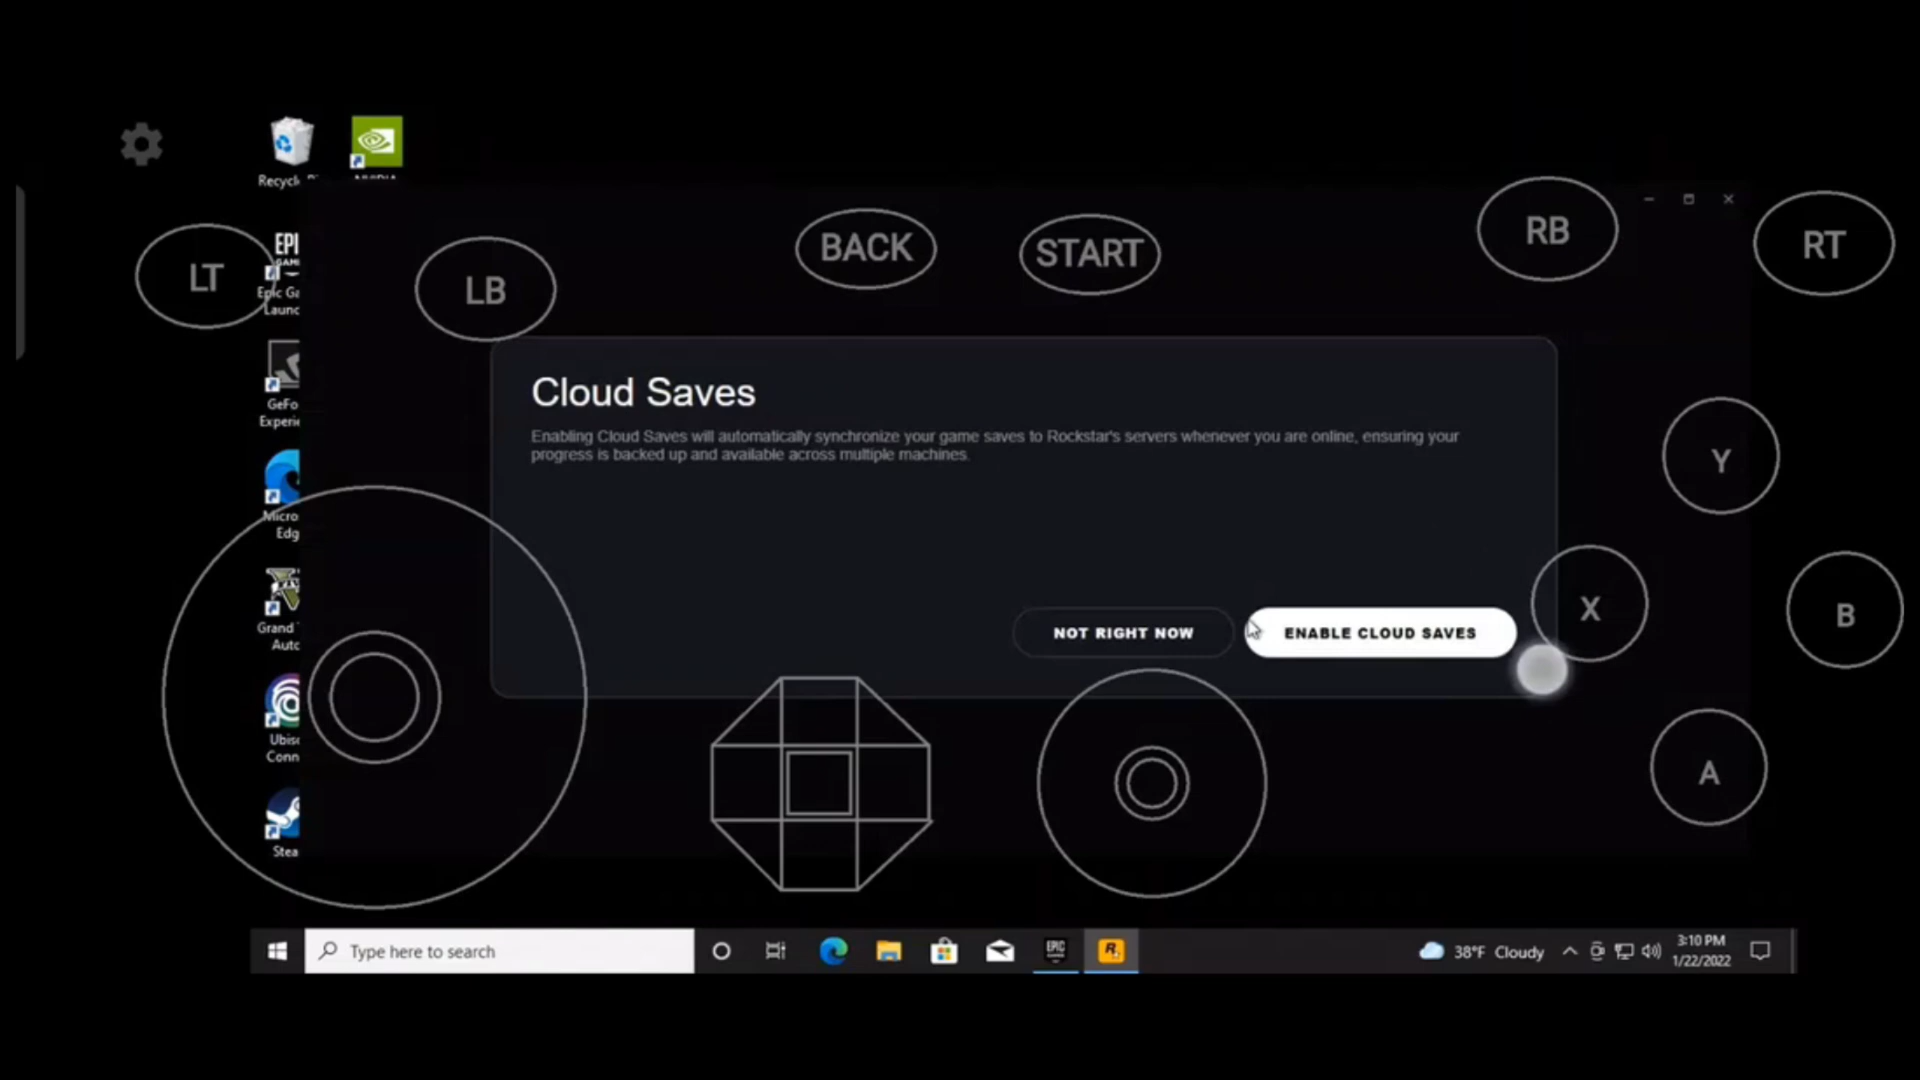 Recycle
LT
LB
BACK
START
RB
RT
EPI
GAM
Epic Ga
Launc
Cloud Saves
Enabling Cloud Saves will automatically synchronize your game saves to Rockstar's servers whenever you are online, ensuring your
progress is backed up and available across multiple machines.
GeFo
Experie
Y
Micro
Edg
Grand
Auto
NOT RIGHT NOW
ENABLE CLOUD SAVES
X
B
Ubis
Conn
A
Stea
Type here to search
EPIC
R
38°F Cloudy
3:10 PM
1/22/2022